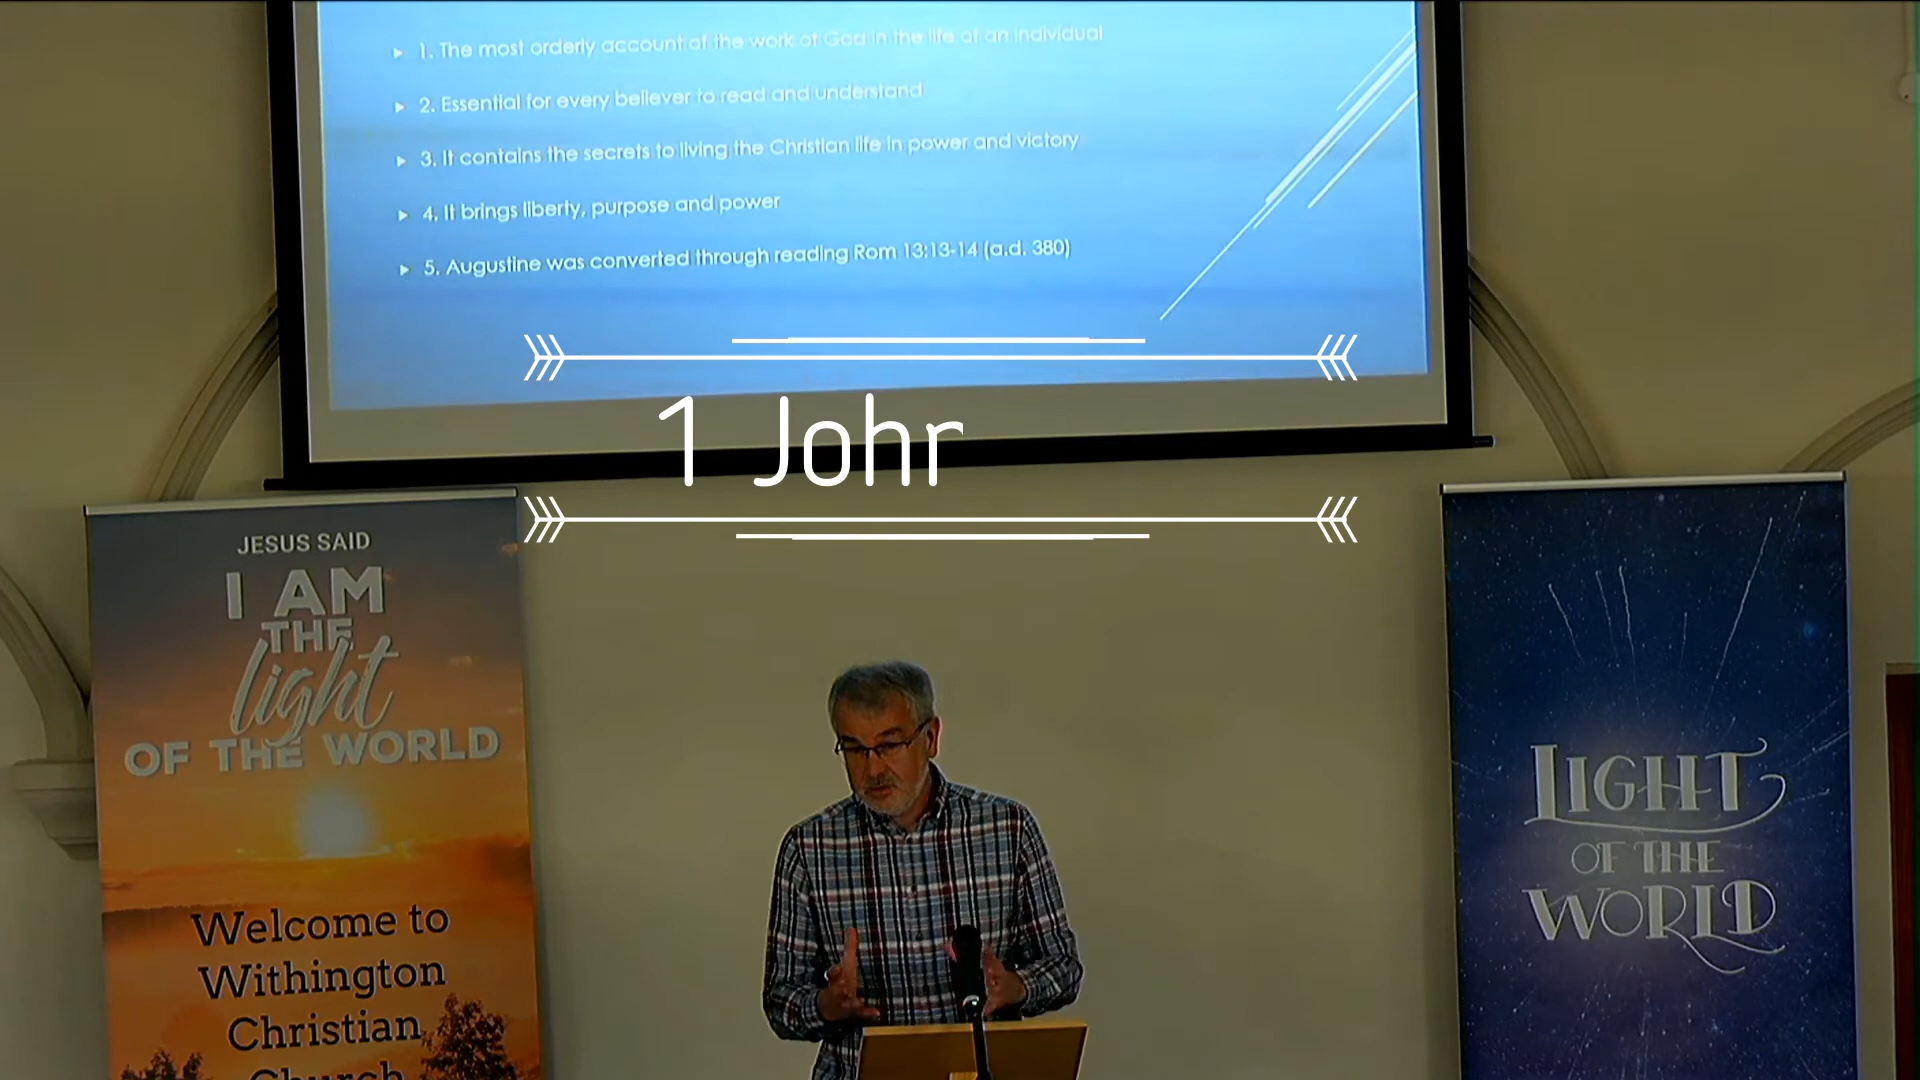 1. The most orderly account of the work of God in the life of an individual
2. Essential for every believer to read and understand
3. It contains the secrets to living the Christian life in power and victory
4. It brings liberty, purpose and power
5. Augustine was converted through reading Rom 13:13-14 (a.d. 380)
1 Johr
JESUS SAID
I AM
THE
light
OF THE WORLD
Welcome to
Withington
Christian
Church
LIGHT
OF THE
WORLD